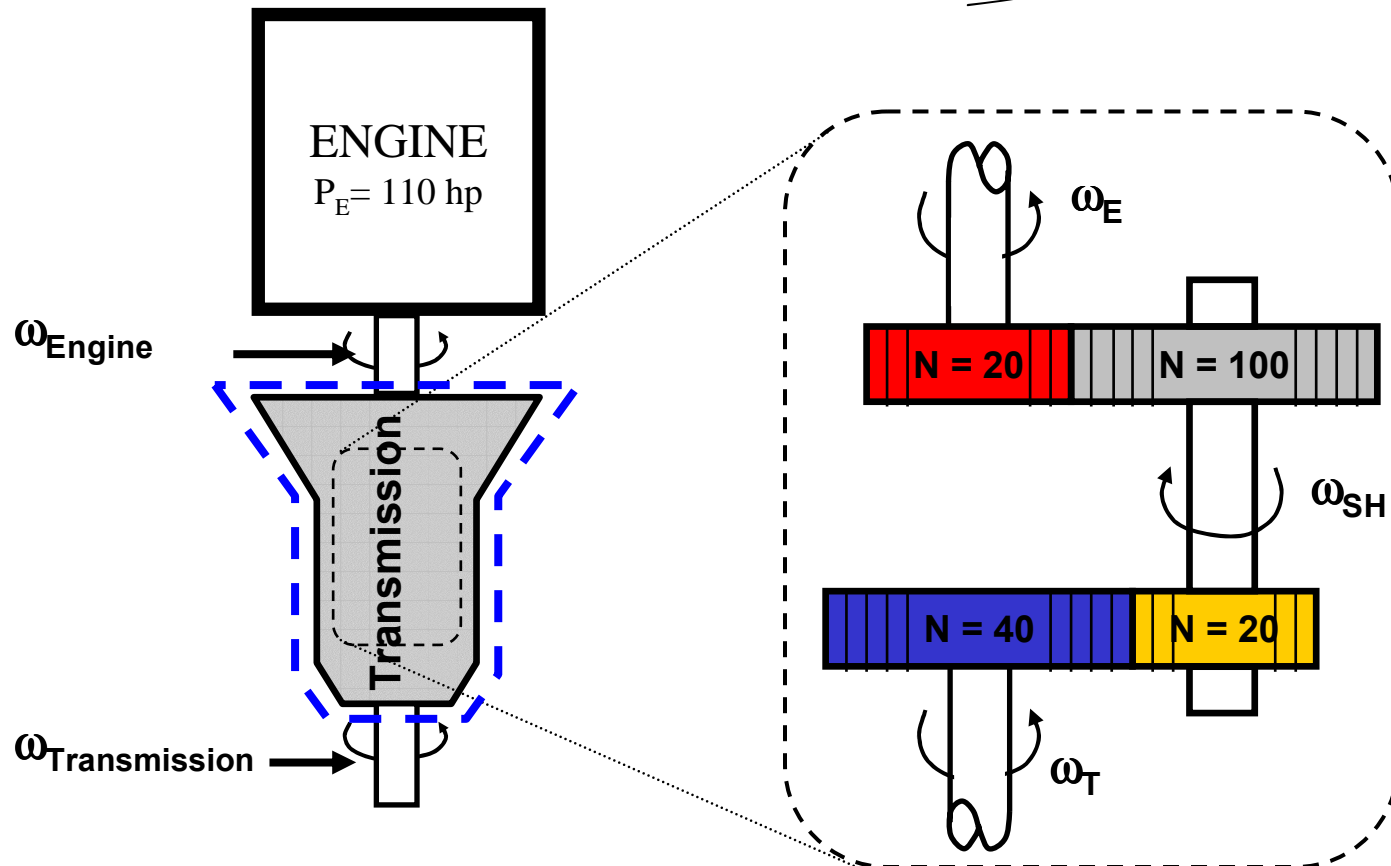 ENGINE
P_E= 110 hp
ω_Engine
Transmission
ω_Transmission
ω_E
N = 20
N = 100
ω_SH
N = 40
N = 20
ω_T